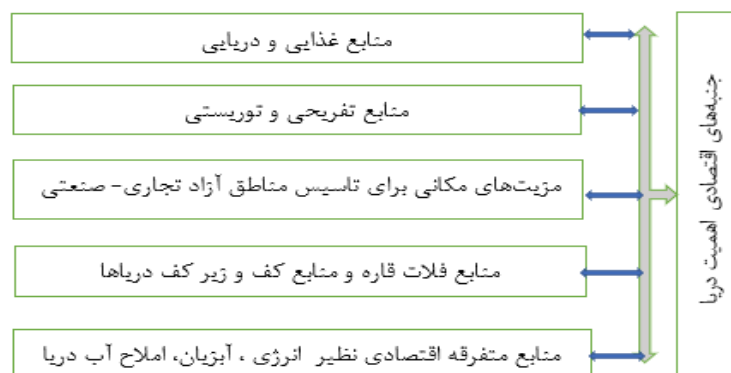 جنبه‌های اقتصادی اهمیت دریا
منابع غذایی و دریایی
منابع تفریحی و توریستی
مزیت‌های مکانی برای تاسیس مناطق آزاد تجاری- صنعتی
منابع فلات قاره و منابع کف و زیر کف دریاها
منابع متفرقه اقتصادی نظیر انرژی ، آبزیان، املاح آب دریا